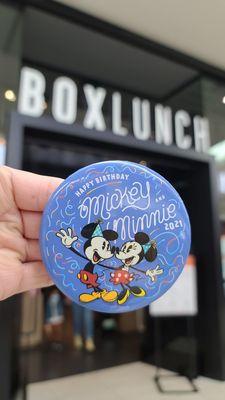 BOXLUNCH
HAPPY BIRTHDAY
Mickey
AND
Minnie
2021